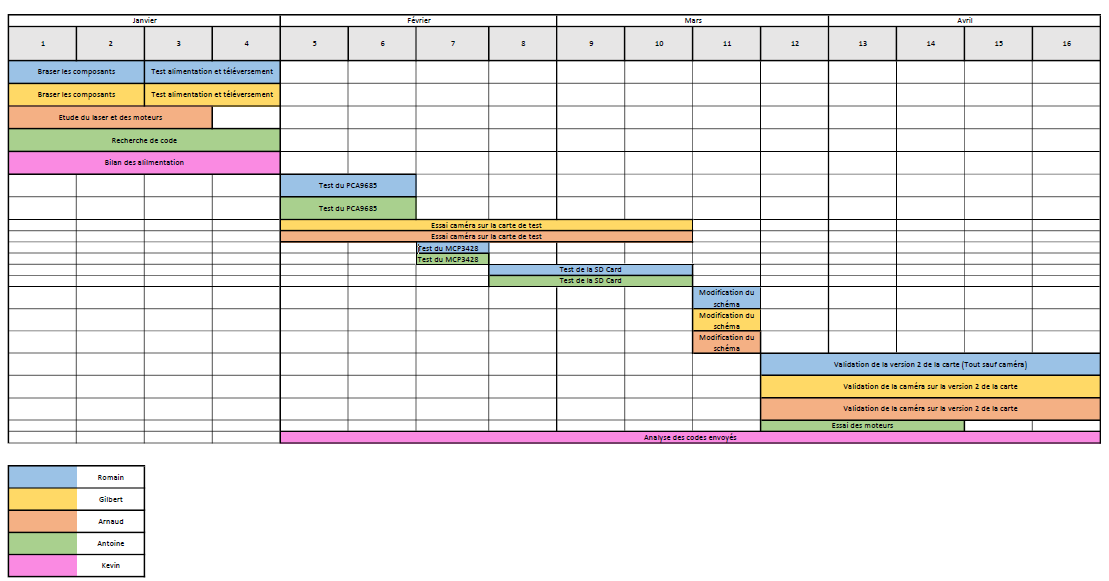 Janvier Février Mars Avril
1 2 3 4 5 6 7 8 9 10 11 12 13 14 15 16
Braser les composants Test alimentation et téléversement
Braser les composants Test alimentation et téléversement
Etude du laser et des moteurs
Recherche de code
Bilan des aliimentation
Test du PCA9685
Test du PCA9685
Essai caméra sur la carte de test
Essai caméra sur la carte de test
Test du MCP3428
Test du MCP3428
Test de la SD Card
Test de la SD Card
Modification du
schéma
Modification du
schéma
Modification du
schéma
Validation de la version 2 de la carte (Tout sauf caméra)
Validation de la caméra sur la version 2 de la carte
Validation de la caméra sur la version 2 de la carte
Essai des moteurs
Analyse des codes envoyés
Romain
Gilbert
Arnaud
Antoine
Kevin